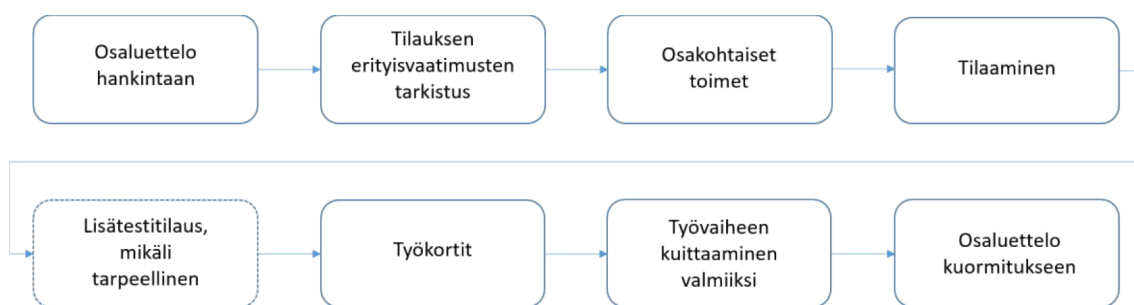 Osaluettelo
hankintaan
Tilauksen
erityisvaatimusten
tarkistus
Osakohtaiset
toimet
Tilaaminen
Lisätestitilaus,
mikäli
tarpeellinen
Työkortit
Työvaiheen
kuittaaminen
valmiiksi
Osaluettelo
kuormitukseen